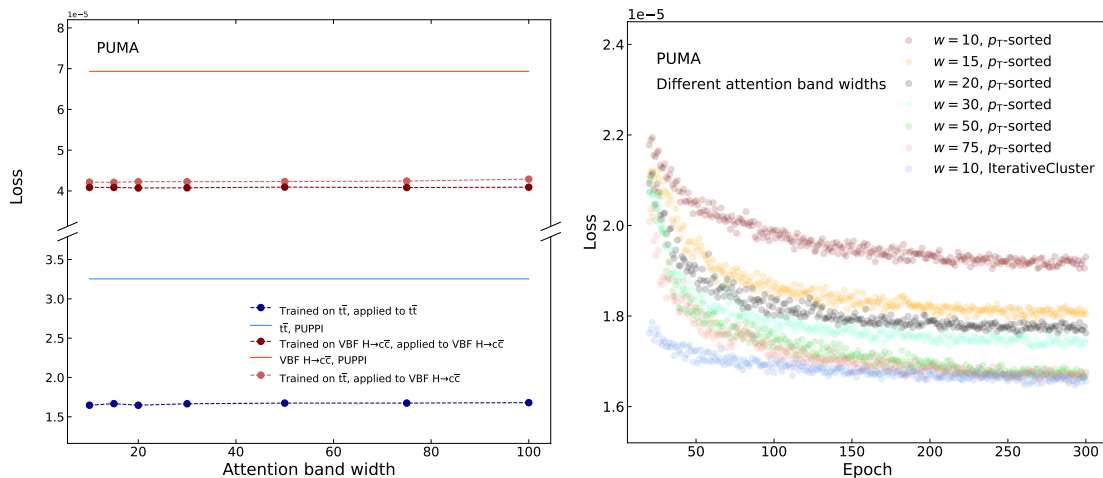 1e−5
PUMA
8
7
6
5
4
3.5
3.0
2.5
2.0
1.5
Loss
Trained on tt̅, applied to tt̅
tt̅, PUPPI
Trained on VBF H→cc̅, applied to VBF H→cc̅
VBF H→cc̅, PUPPI
Trained on tt̅, applied to VBF H→cc̅
20 40 60 80 100
Attention band width
1e−5
PUMA
Different attention band widths
w = 10, pT-sorted
w = 15, pT-sorted
w = 20, pT-sorted
w = 30, pT-sorted
w = 50, pT-sorted
w = 75, pT-sorted
w = 10, IterativeCluster
2.4
2.2
2.0
1.8
1.6
Loss
50 100 150 200 250 300
Epoch